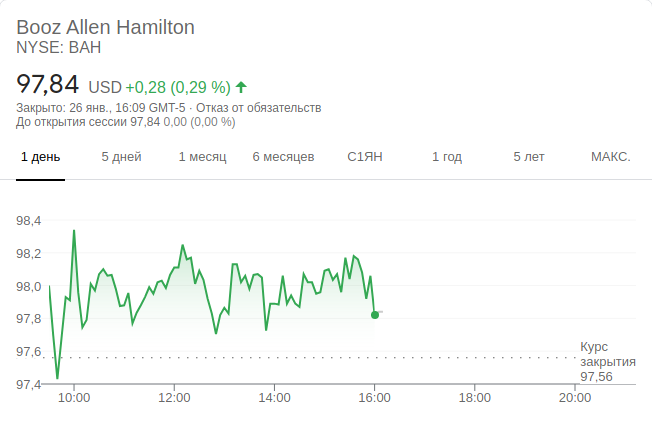 Booz Allen Hamilton
NYSE: BAH
97,84 USD +0,28 (0,29 %)
Закрыто: 26 янв., 16:09 GMT-5 · Отказ от обязательств
До открытия сессии 97,84 0,00 (0,00 %)
1 день 5 дней 1 месяц 6 месяцев С1ЯН 1 год 5 лет МАКС.
98,4
98,2
98,0
97,8
97,6
97,4
Курс
закрытия
97,56
10:00 12:00 14:00 16:00 18:00 20:00